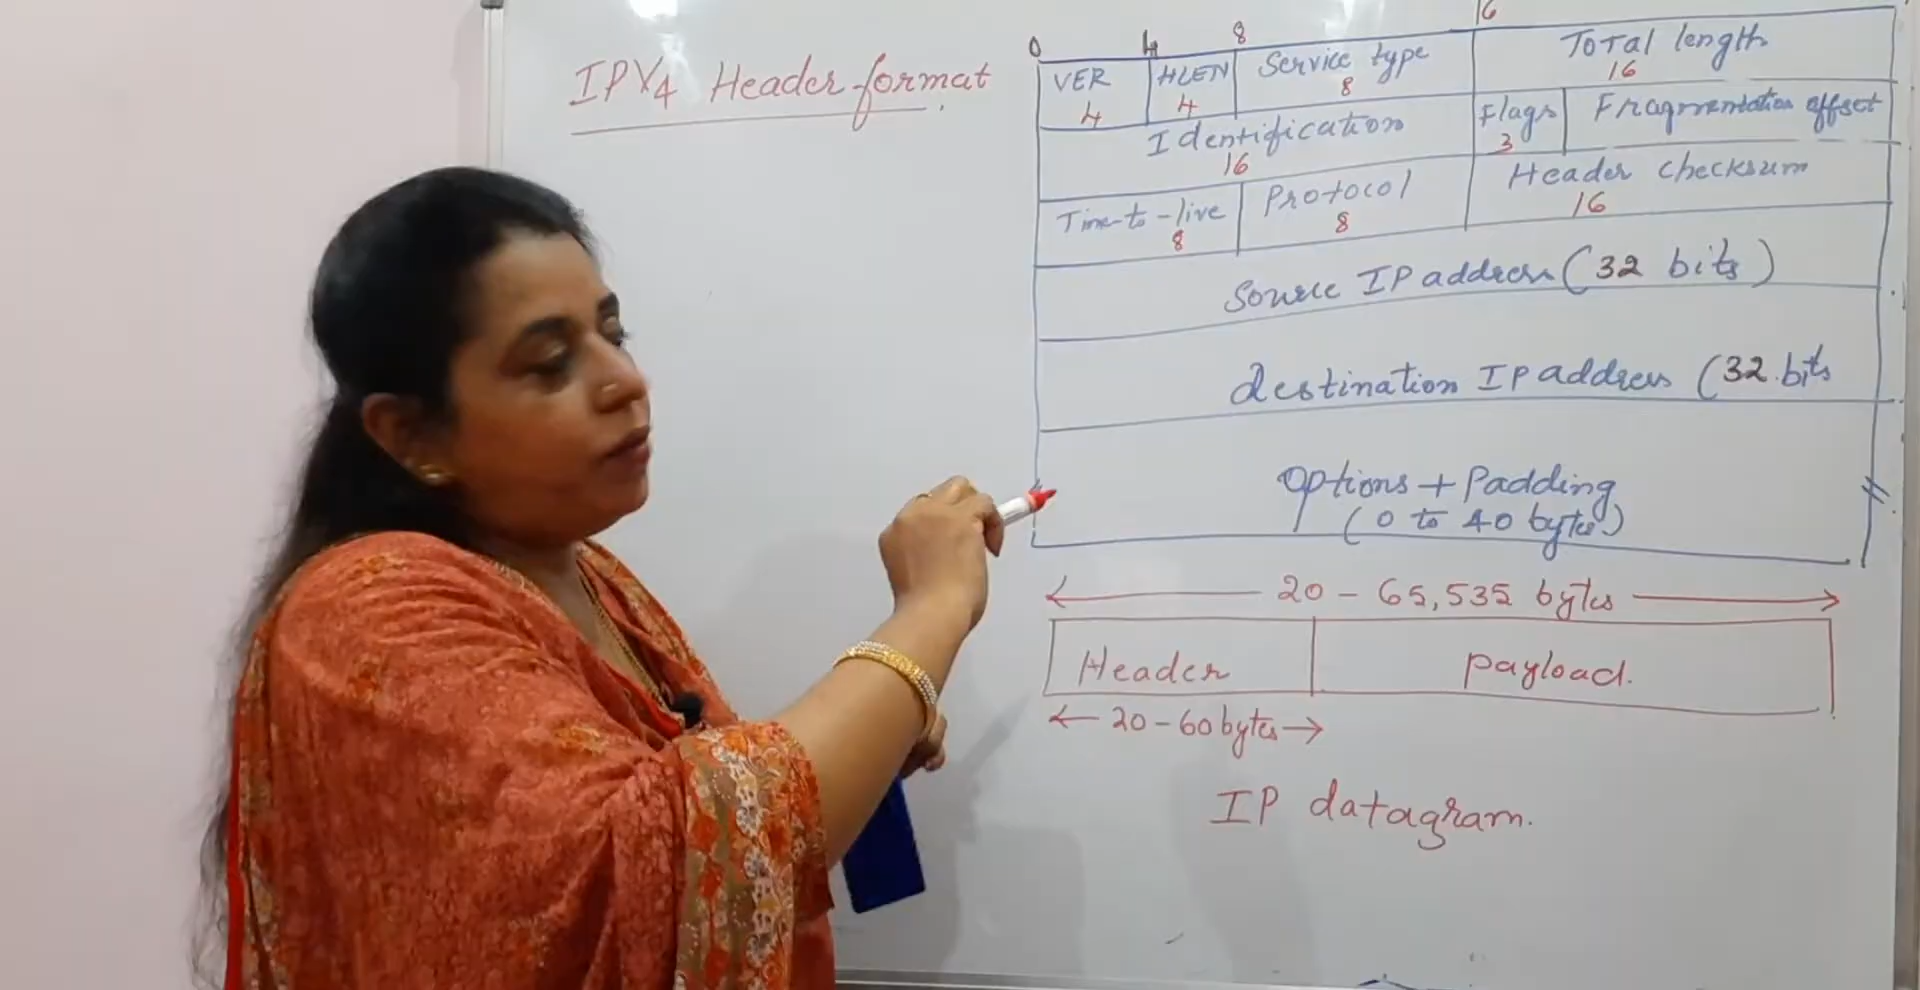 IPV4 Header format
0 4 8 16
VER HLEN Service type Total length
4 4 8 16
Identification Flags Fragmentation offset
16 3
Time-to-live Protocol Header checksum
8 8 16
Source IP address (32 bits)
destination IP address (32 bits
Options + Padding
(0 to 40 bytes)
20 - 65,535 bytes
Header Payload.
20-60 bytes
IP datagram.